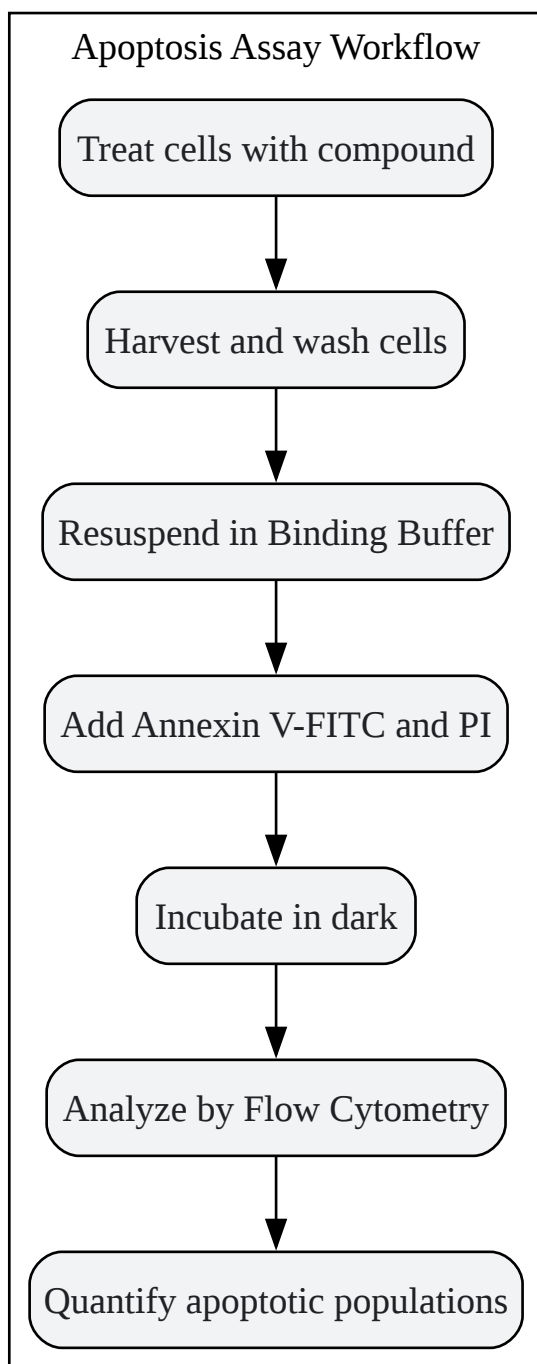 Apoptosis Assay Workflow
Treat cells with compound
Harvest and wash cells
Resuspend in Binding Buffer
Add Annexin V-FITC and PI
Incubate in dark
Analyze by Flow Cytometry
Quantify apoptotic populations